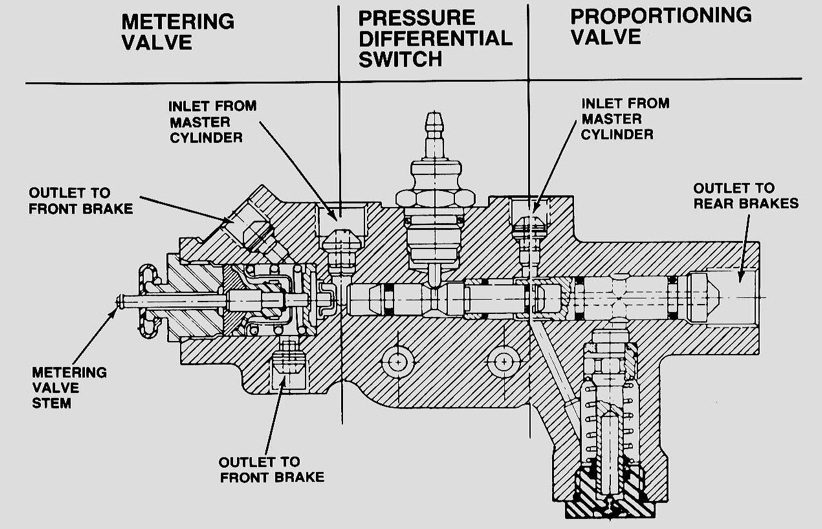 METERING
VALVE
PRESSURE
DIFFERENTIAL
SWITCH
PROPORTIONING
VALVE
INLET FROM
MASTER
CYLINDER
INLET FROM
MASTER
CYLINDER
OUTLET TO
FRONT BRAKE
OUTLET TO
REAR BRAKES
METERING
VALVE
STEM
OUTLET TO
FRONT BRAKE